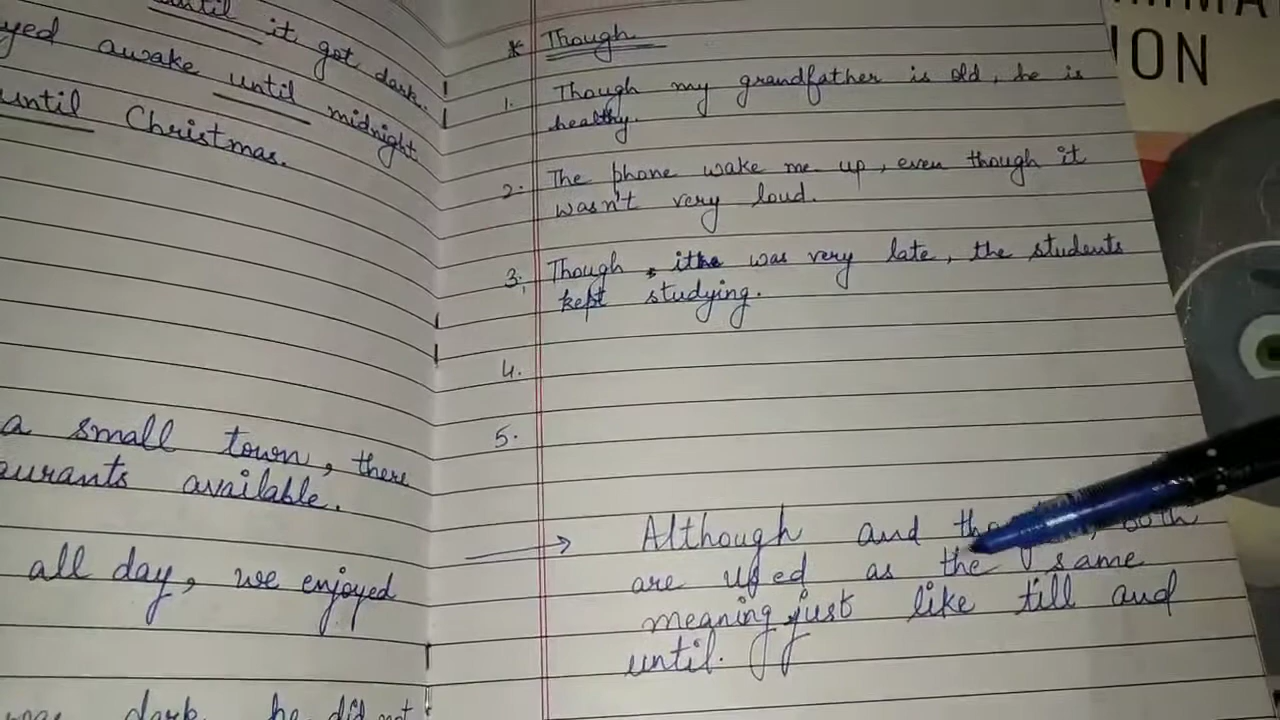 until it got dark.
yed awake until midnight
until Christmas.
a small town, there
aurants available.
all day, we enjoyed
dark, he did not
* Though
1. Though my grandfather is old, he is
healthy.
2. The phone wake me up, even though it
wasn't very loud.
3. Though, it was very late, the students
kept studying.
4.
5.
→ Although and both
are used as the same
meaning just like till and
until.
ION